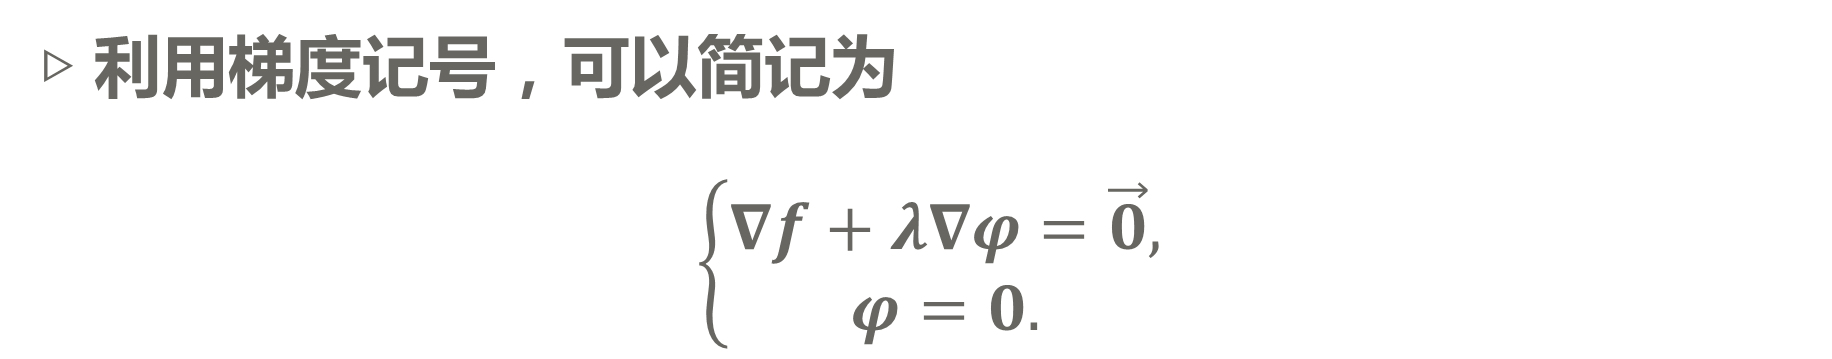 ▷ 利用梯度记号，可以简记为
∇f + λ∇φ = 0⃗,
φ = 0.